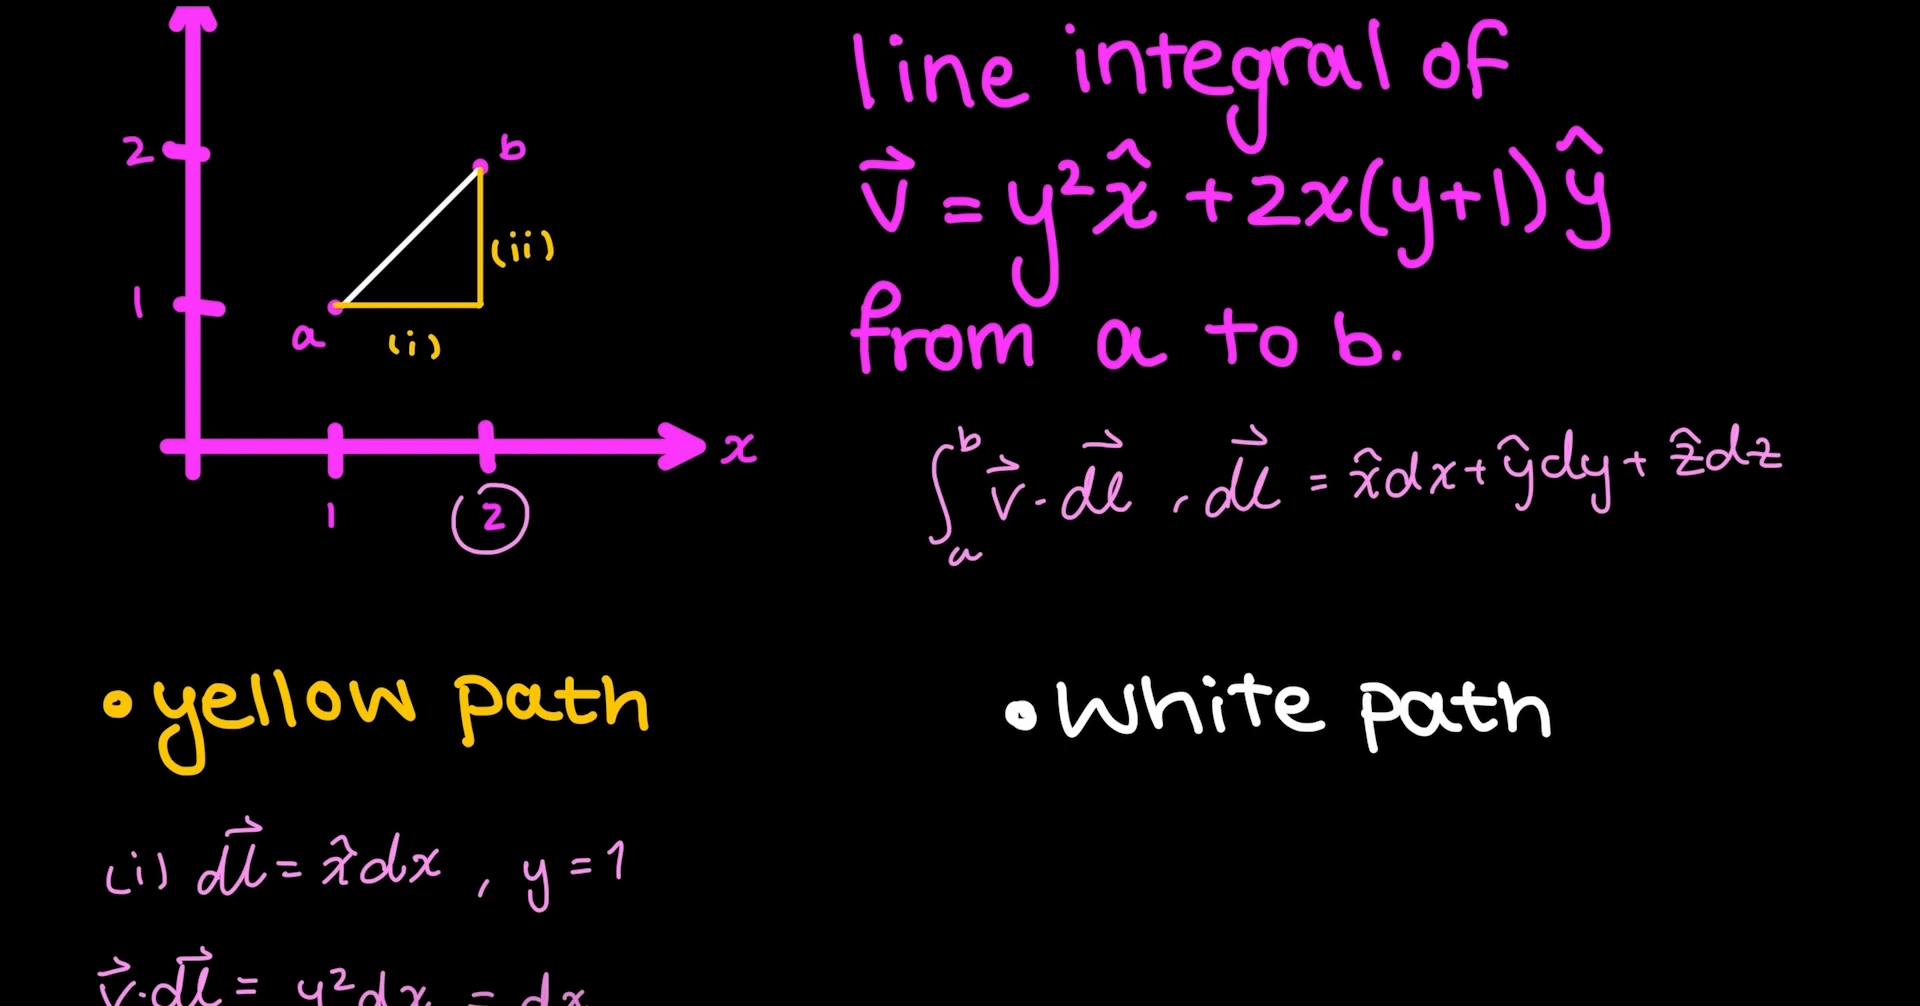 2
b
(ii)
1
a
(i)
x
1
2
line integral of
v⃗ = y²x̂ + 2x(y+1)ŷ
from a to b.
∫ₐᵇ v⃗ · dl⃗ , dl⃗ = x̂dx + ŷdy + ẑdz
• yellow path
• White path
(i) dl⃗ = x̂dx , y = 1
v⃗·dl⃗ = y²dx = dx